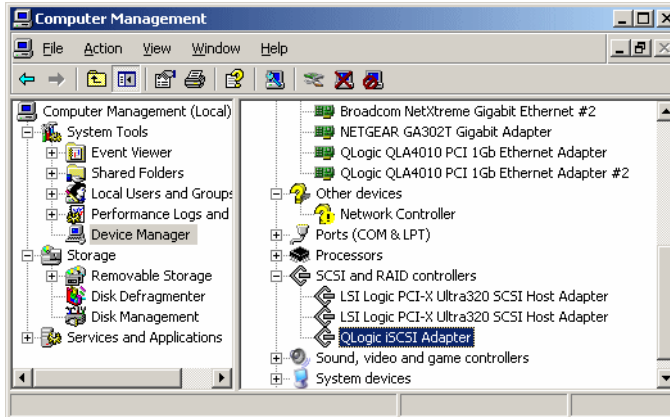 Computer Management
File Action View Window Help
Computer Management (Local)
System Tools
Event Viewer
Shared Folders
Local Users and Groups
Performance Logs and
Device Manager
Storage
Removable Storage
Disk Defragmenter
Disk Management
Services and Applications
Broadcom NetXtreme Gigabit Ethernet #2
NETGEAR GA302T Gigabit Adapter
QLogic QLA4010 PCI 1Gb Ethernet Adapter
QLogic QLA4010 PCI 1Gb Ethernet Adapter #2
Other devices
Network Controller
Ports (COM & LPT)
Processors
SCSI and RAID controllers
LSI Logic PCI-X Ultra320 SCSI Host Adapter
LSI Logic PCI-X Ultra320 SCSI Host Adapter
QLogic iSCSI Adapter
Sound, video and game controllers
System devices